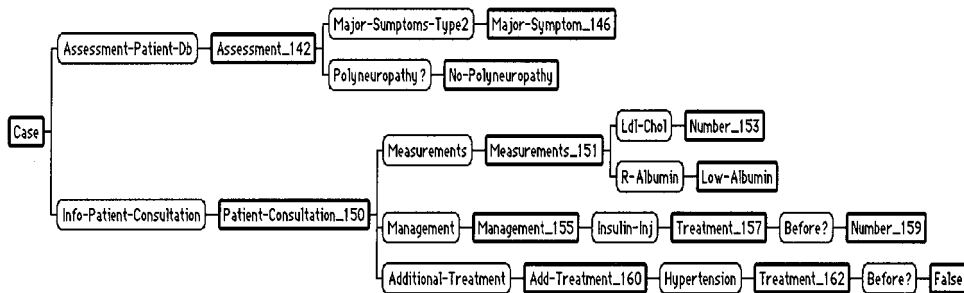 Major-Symptoms-Type2 Major-Symptom_146
Assessment-Patient-Db Assessment_142
Polyneuropathy? No-Polyneuropathy
Case
Ldl-Chol Number_153
Measurements Measurements_151
R-Albumin Low-Albumin
Info-Patient-Consultation Patient-Consultation_150
Management Management_155 Insulin-Inj Treatment_157 Before? Number_159
Additional-Treatment Add-Treatment_160 Hypertension Treatment_162 Before? False